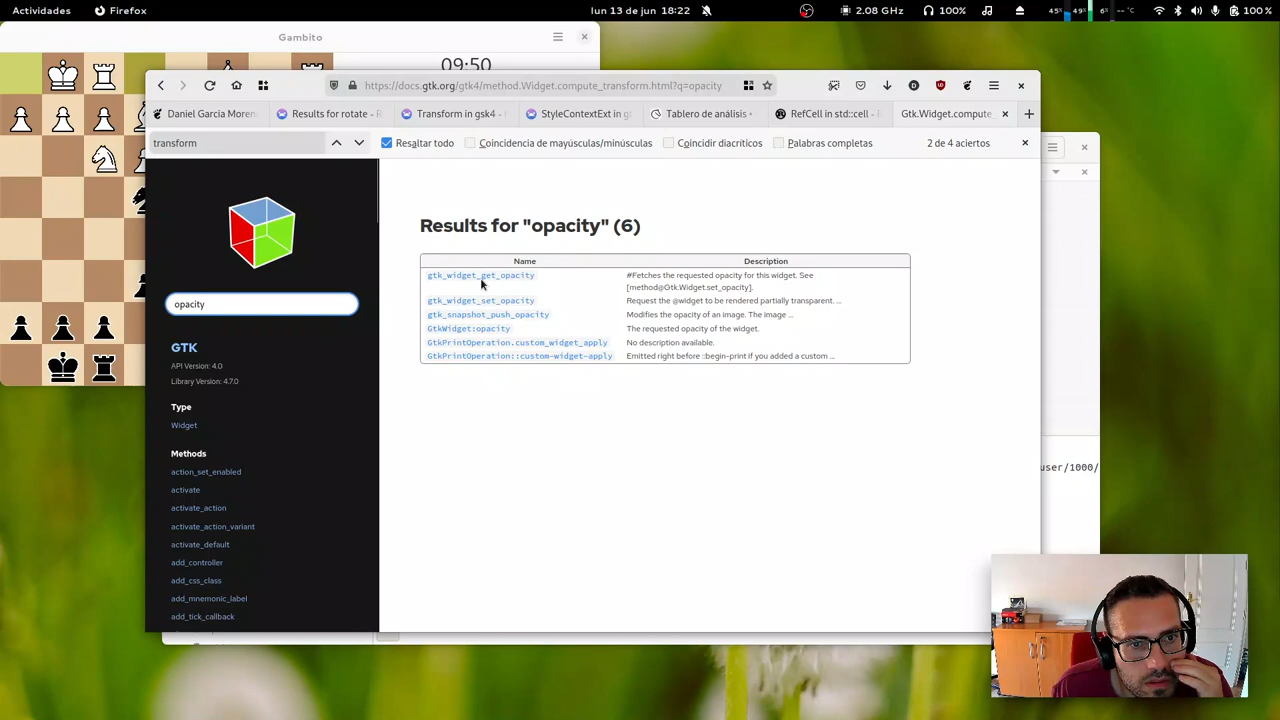 Actividades
Firefox
lun 13 de jun 18:22
2.08 GHz
100%
45%
49%
6%
-- °C
100 %
Gambito
09:50
https://docs.gtk.org/gtk4/method.Widget.compute_transform.html?q=opacity
Daniel Garcia Moren
Results for rotate - R
Transform in gsk4 -
StyleContextExt in g
Tablero de análisis •
RefCell in std::cell - R
Gtk.Widget.compute_
transform
Resaltar todo
Coincidencia de mayúsculas/minúsculas
Coincidir diacríticos
Palabras completas
2 de 4 aciertos
opacity
GTK
API Version: 4.0
Library Version: 4.7.0
Type
Widget
Methods
action_set_enabled
activate
activate_action
activate_action_variant
activate_default
add_controller
add_css_class
add_mnemonic_label
add_tick_callback
Results for "opacity" (6)
Name Description
gtk_widget_get_opacity #Fetches the requested opacity for this widget. See
[method@Gtk.Widget.set_opacity].
gtk_widget_set_opacity Request the @widget to be rendered partially transparent. ...
gtk_snapshot_push_opacity Modifies the opacity of an image. The image ...
GtkWidget:opacity The requested opacity of the widget.
GtkPrintOperation.custom_widget_apply No description available.
GtkPrintOperation::custom-widget-apply Emitted right before ::begin-print if you added a custom ...
user/1000/